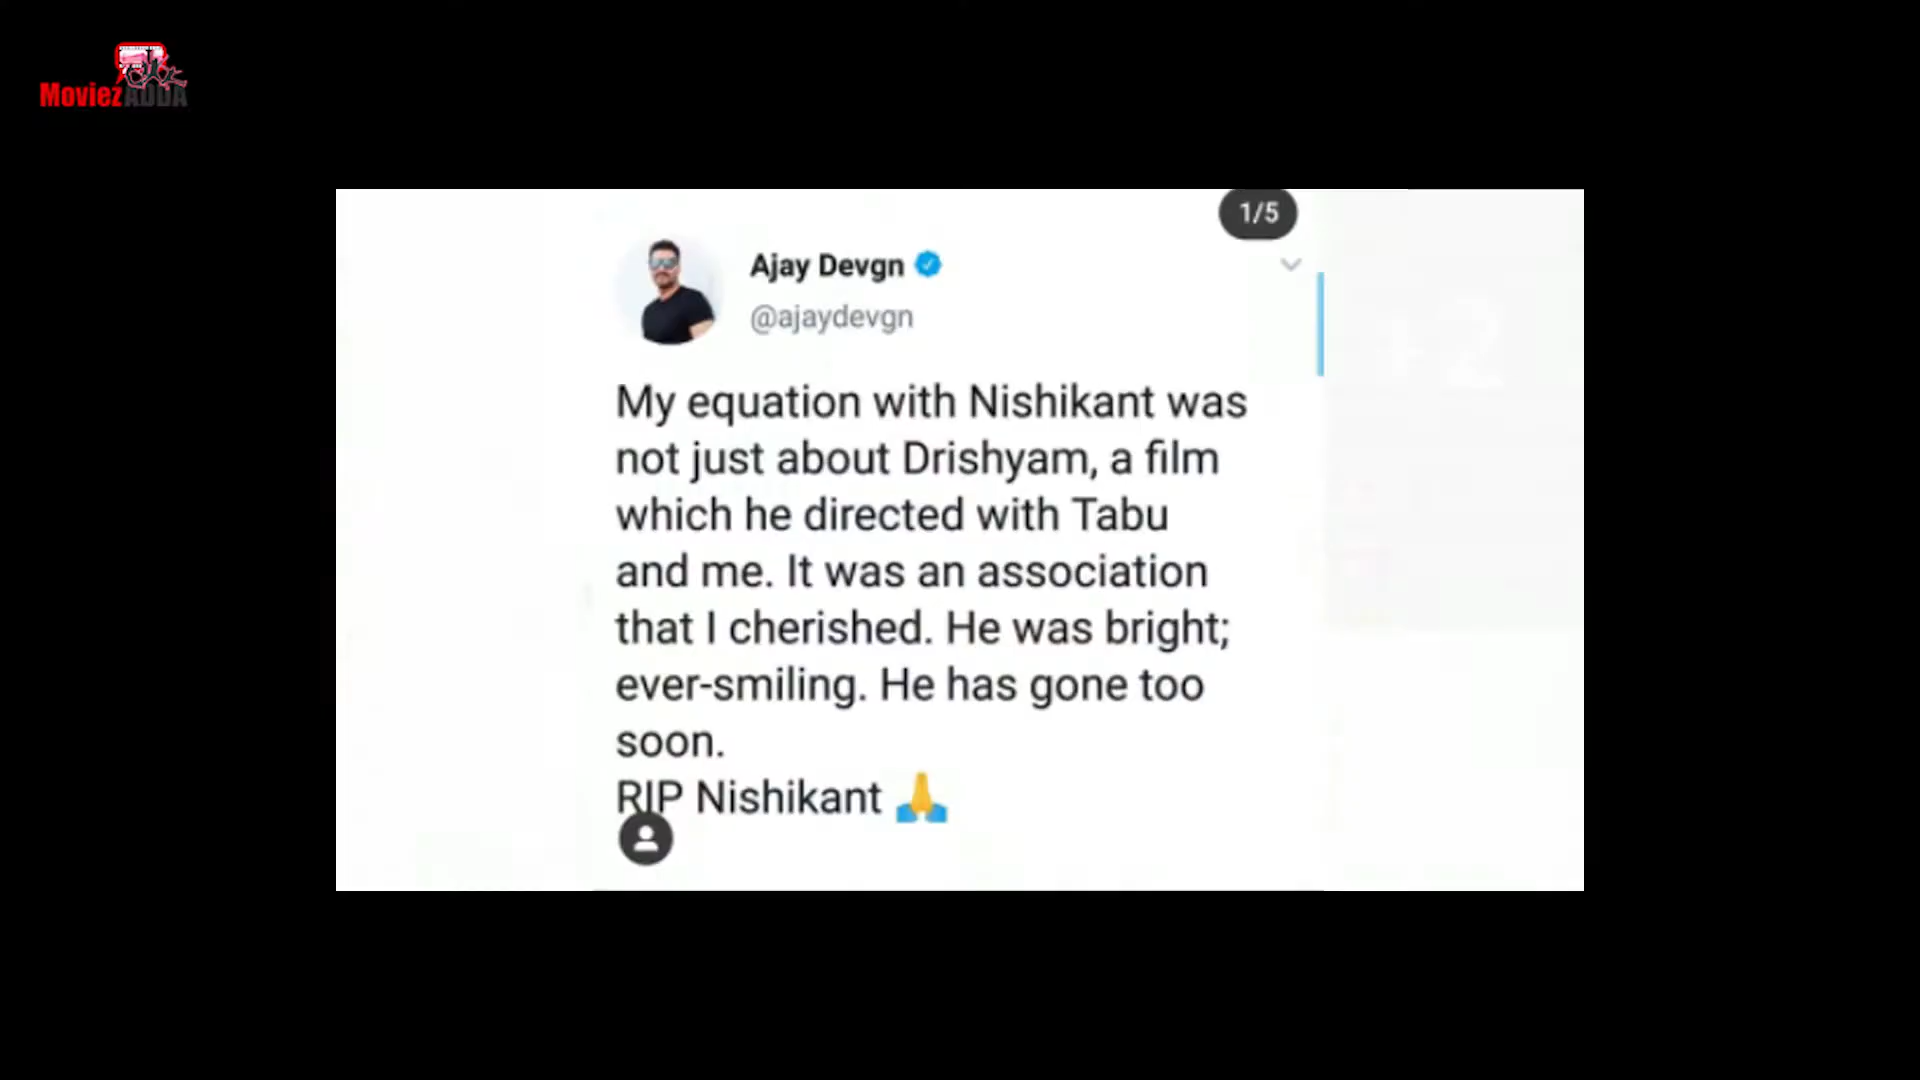 MoviezADDA
1/5
Ajay Devgn
@ajaydevgn
+2
My equation with Nishikant was
not just about Drishyam, a film
which he directed with Tabu
and me. It was an association
that I cherished. He was bright;
ever-smiling. He has gone too
soon.
RIP Nishikant 🙏